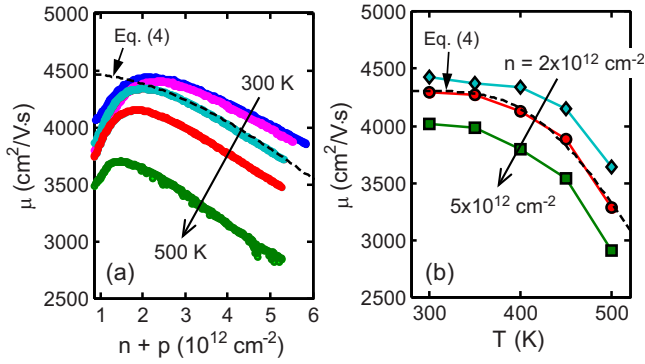 5000
4500
4000
3500
3000
2500
μ (cm²/V·s)
Eq. (4)
300 K
500 K
(a)
1 2 3 4 5 6
n + p (10¹² cm⁻²)
5000
4500
4000
3500
3000
2500
μ (cm²/V·s)
Eq. (4)
n = 2x10¹² cm⁻²
5x10¹² cm⁻²
(b)
300 350 400 450 500
T (K)